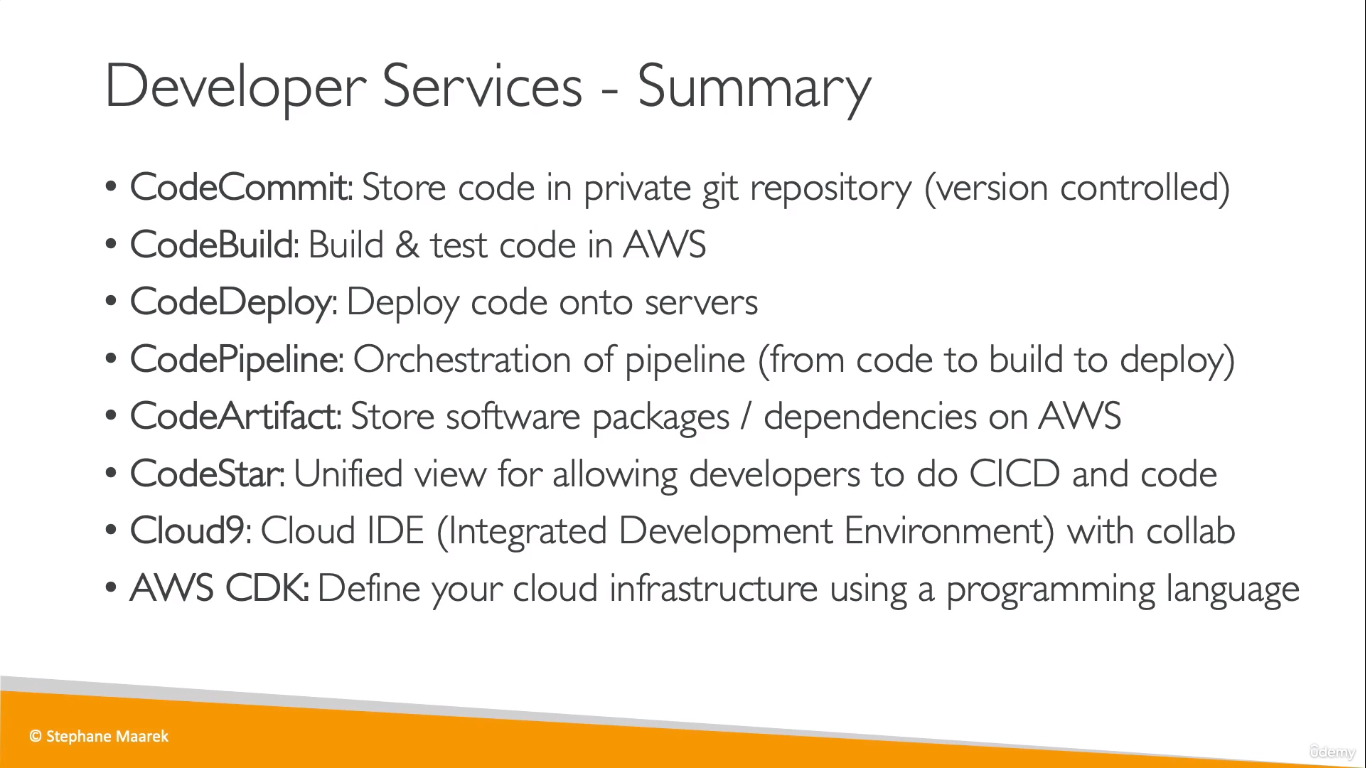 Developer Services - Summary
• CodeCommit: Store code in private git repository (version controlled)
• CodeBuild: Build & test code in AWS
• CodeDeploy: Deploy code onto servers
• CodePipeline: Orchestration of pipeline (from code to build to deploy)
• CodeArtifact: Store software packages / dependencies on AWS
• CodeStar: Unified view for allowing developers to do CICD and code
• Cloud9: Cloud IDE (Integrated Development Environment) with collab
• AWS CDK: Define your cloud infrastructure using a programming language
© Stephane Maarek
ûdemy